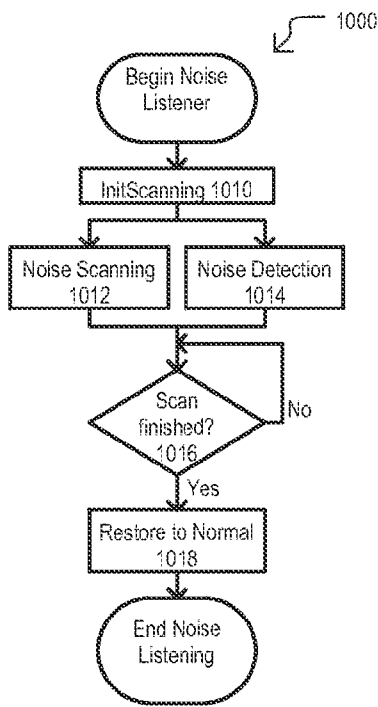 1000
Begin Noise
Listener
InitScanning 1010
Noise Scanning
1012
Noise Detection
1014
Scan
finished?
1016
No
Yes
Restore to Normal
1018
End Noise
Listening